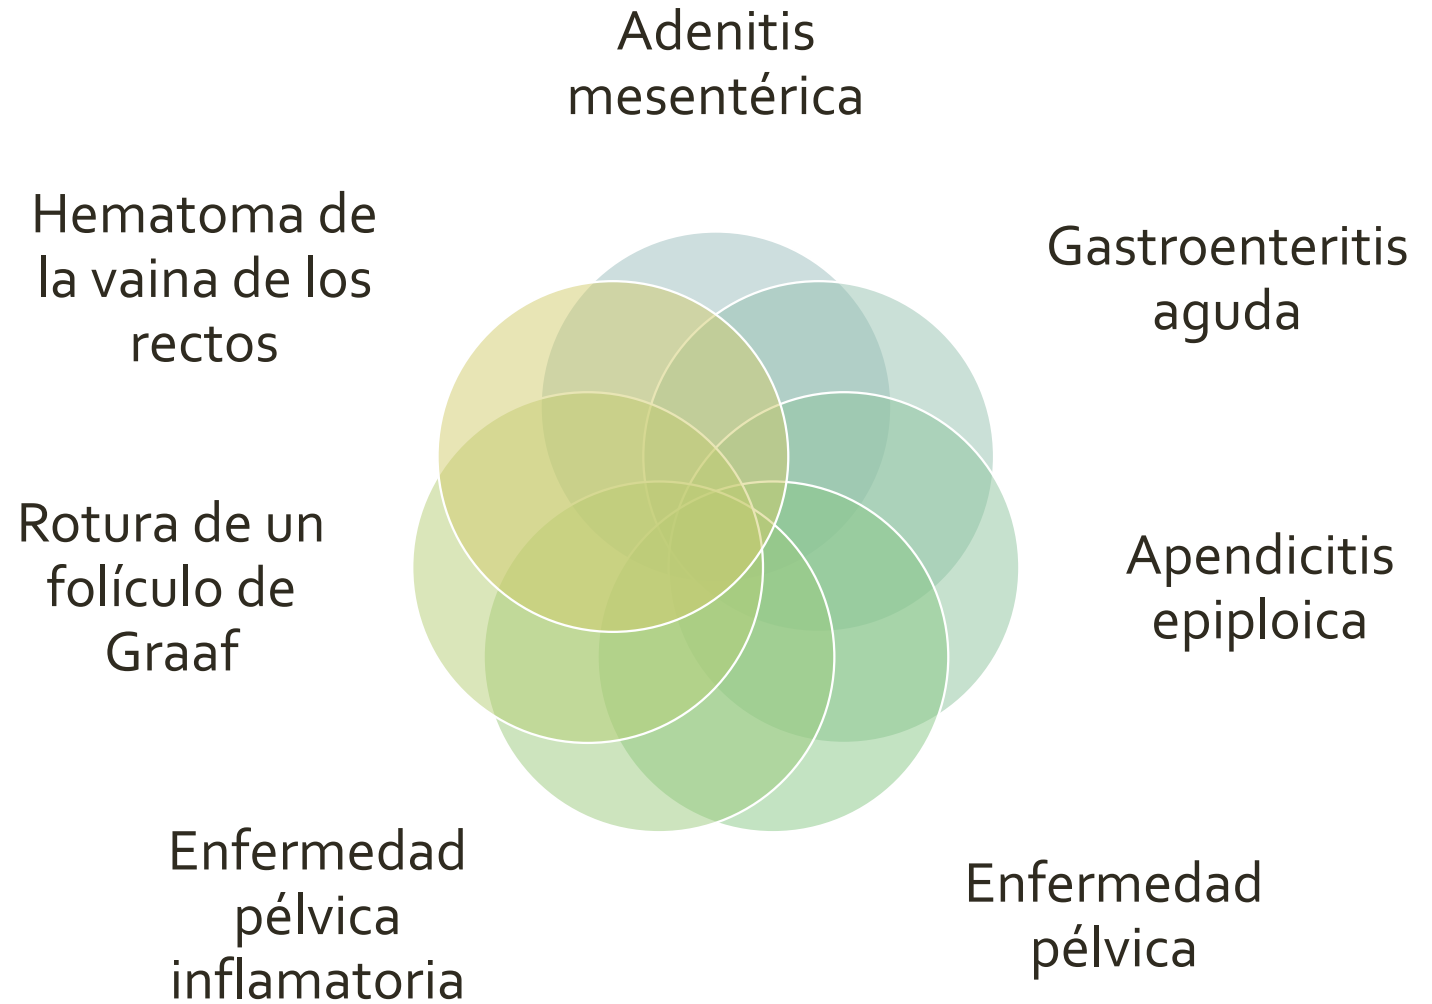 Adenitis
mesentérica
Gastroenteritis
aguda
Apendicitis
epiploica
Enfermedad
pélvica
Enfermedad
pélvica
inflamatoria
Rotura de un
folículo de
Graaf
Hematoma de
la vaina de los
rectos